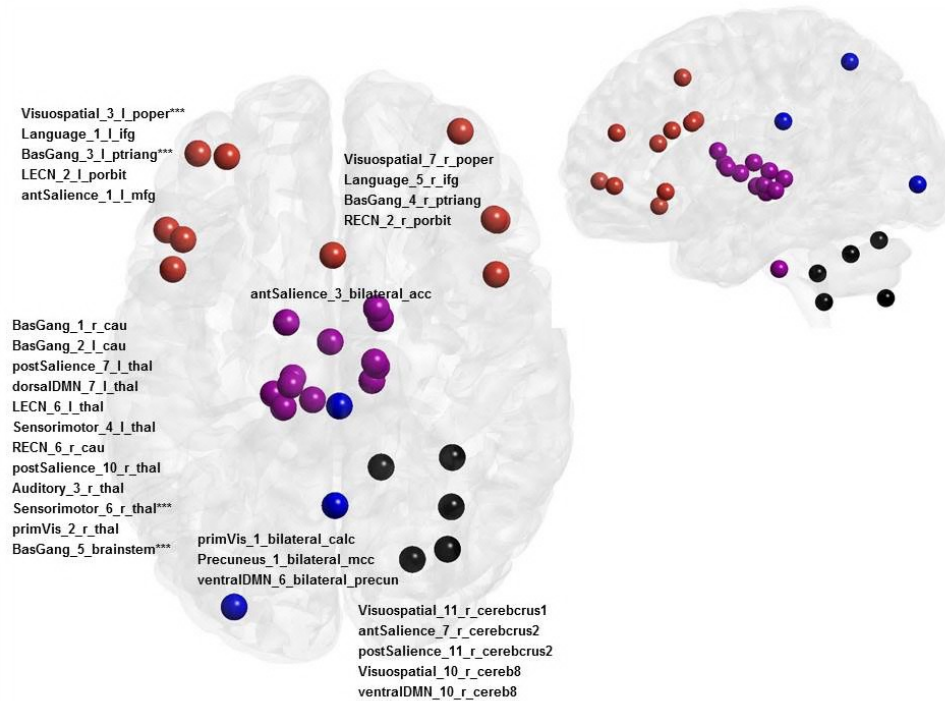 Visuospatial_3_l_poper***
Language_1_l_ifg
BasGang_3_l_ptriang***
LECN_2_l_porbit
antSalience_1_l_mfg
Visuospatial_7_r_poper
Language_5_r_ifg
BasGang_4_r_ptriang
RECN_2_r_porbit
antSalience_3_bilateral_acc
BasGang_1_r_cau
BasGang_2_l_cau
postSalience_7_l_thal
dorsalDMN_7_l_thal
LECN_6_l_thal
Sensorimotor_4_l_thal
RECN_6_r_cau
postSalience_10_r_thal
Auditory_3_r_thal
Sensorimotor_6_r_thal***
primVis_2_r_thal
BasGang_5_brainstem***
primVis_1_bilateral_calc
Precuneus_1_bilateral_mcc
ventralDMN_6_bilateral_precun
Visuospatial_11_r_cerebcrus1
antSalience_7_r_cerebcrus2
postSalience_11_r_cerebcrus2
Visuospatial_10_r_cereb8
ventralDMN_10_r_cereb8